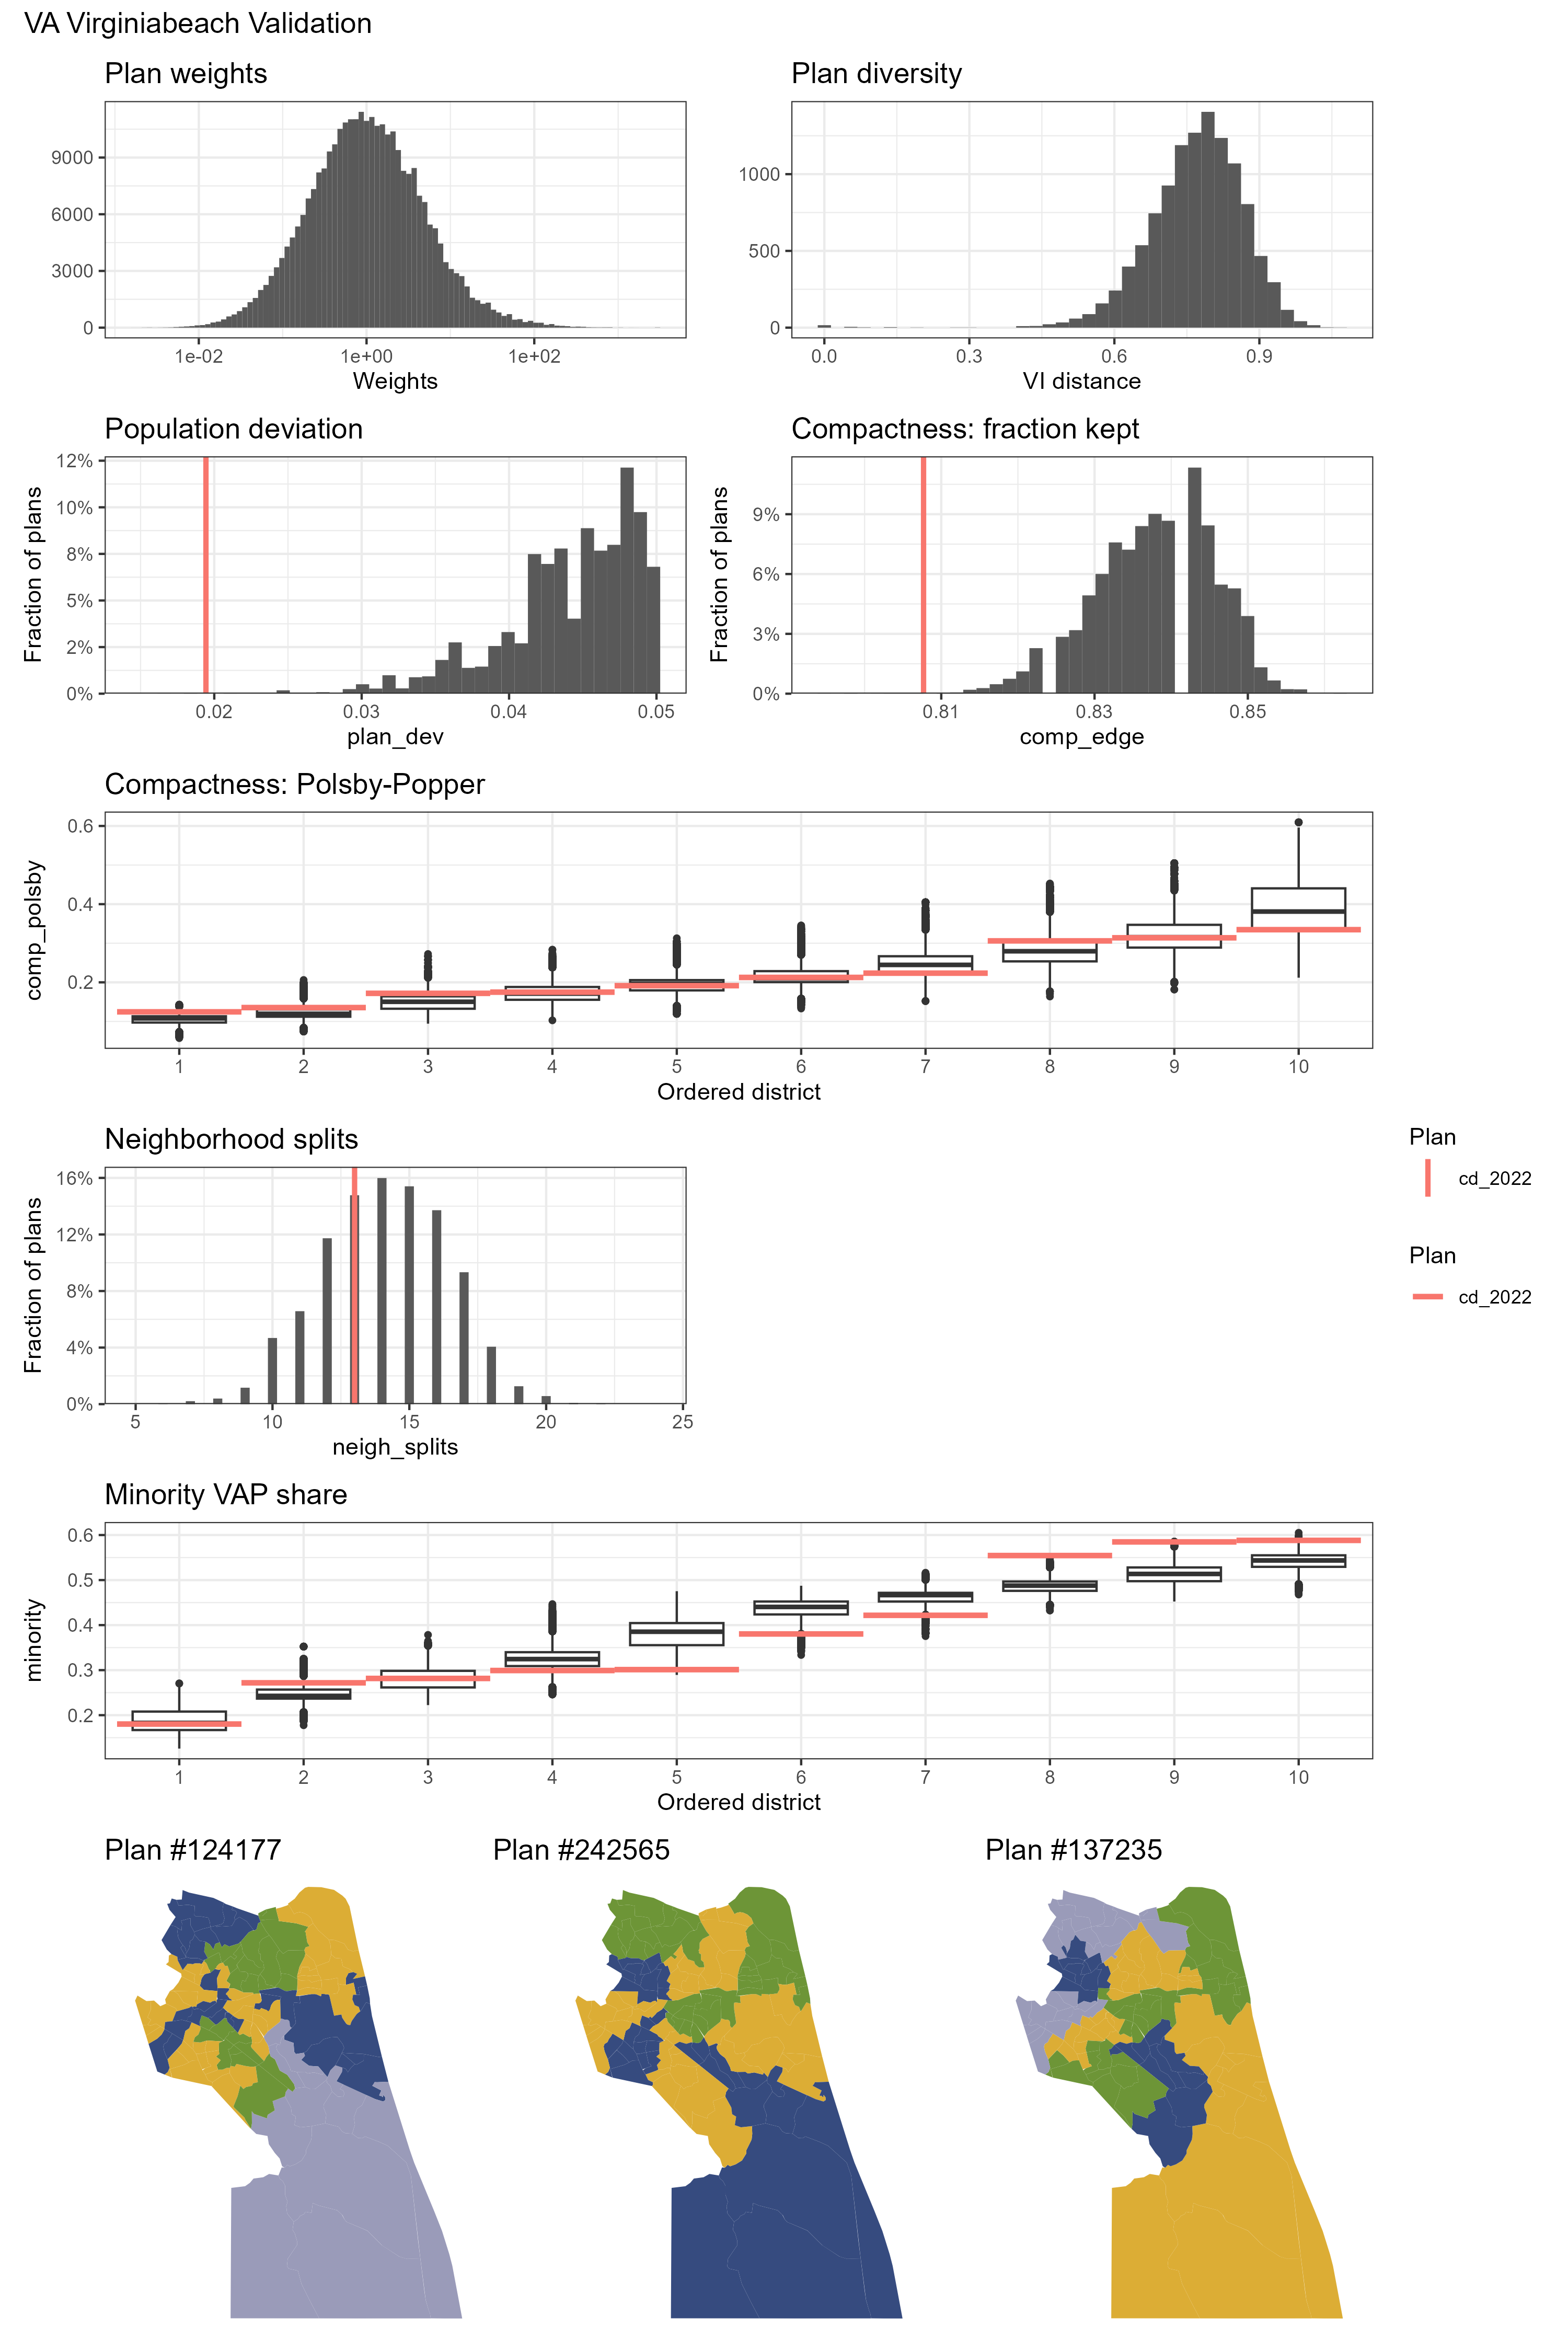 VA Virginiabeach Validation
Plan weights
9000
6000
3000
0
1e-02 1e+00 1e+02
Weights
Plan diversity
1000
500
0
0.0 0.3 0.6 0.9
VI distance
Population deviation
Fraction of plans
12%
10%
8%
5%
2%
0%
0.02 0.03 0.04 0.05
plan_dev
Compactness: fraction kept
Fraction of plans
9%
6%
3%
0%
0.81 0.83 0.85
comp_edge
Compactness: Polsby-Popper
comp_polsby
0.6
0.4
0.2
1 2 3 4 5 6 7 8 9 10
Ordered district
Neighborhood splits
Fraction of plans
16%
12%
8%
4%
0%
5 10 15 20 25
neigh_splits
Plan
cd_2022
Plan
cd_2022
Minority VAP share
minority
0.6
0.5
0.4
0.3
0.2
1 2 3 4 5 6 7 8 9 10
Ordered district
Plan #124177
Plan #242565
Plan #137235